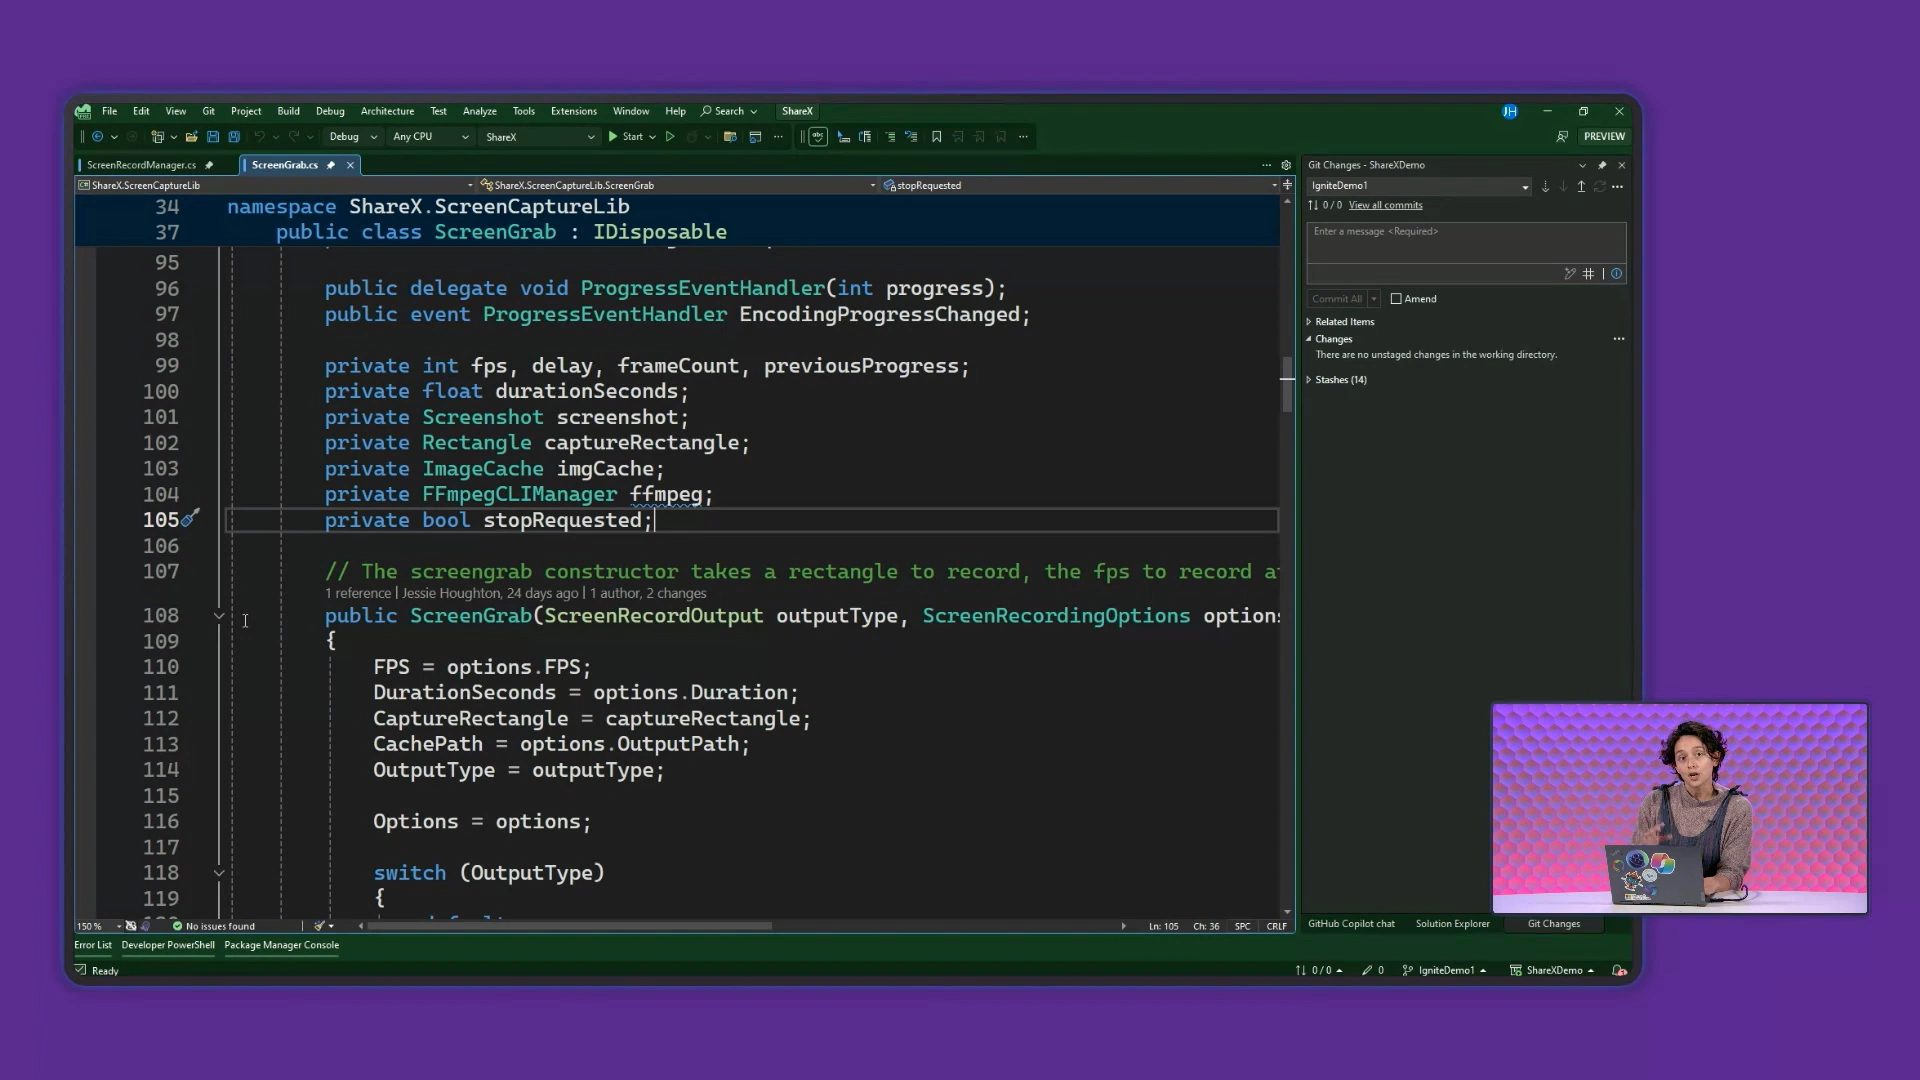 File Edit View Git Project Build Debug Architecture Test Analyze Tools Extensions Window Help Search ShareX JH
Debug Any CPU ShareX Start PREVIEW
ScreenRecordManager.cs ScreenGrab.cs
ShareX.ScreenCaptureLib ShareX.ScreenCaptureLib.ScreenGrab stopRequested
34 namespace ShareX.ScreenCaptureLib
37 public class ScreenGrab : IDisposable
95
96 public delegate void ProgressEventHandler(int progress);
97 public event ProgressEventHandler EncodingProgressChanged;
98
99 private int fps, delay, frameCount, previousProgress;
100 private float durationSeconds;
101 private Screenshot screenshot;
102 private Rectangle captureRectangle;
103 private ImageCache imgCache;
104 private FFmpegCLIManager ffmpeg;
105 private bool stopRequested;
106
107 // The screengrab constructor takes a rectangle to record, the fps to record a
1 reference | Jessie Houghton, 24 days ago | 1 author, 2 changes
108 public ScreenGrab(ScreenRecordOutput outputType, ScreenRecordingOptions options
109 {
110 FPS = options.FPS;
111 DurationSeconds = options.Duration;
112 CaptureRectangle = captureRectangle;
113 CachePath = options.OutputPath;
114 OutputType = outputType;
115
116 Options = options;
117
118 switch (OutputType)
119 {
150 % No issues found Ln: 105 Ch: 36 SPC CRLF
Git Changes - ShareXDemo
IgniteDemo1
0 / 0 View all commits
Enter a message <Required>
Commit All Amend
Related Items
Changes
There are no unstaged changes in the working directory.
Stashes (14)
GitHub Copilot chat Solution Explorer Git Changes
Error List Developer PowerShell Package Manager Console
Ready 0 / 0 0 IgniteDemo1 ShareXDemo